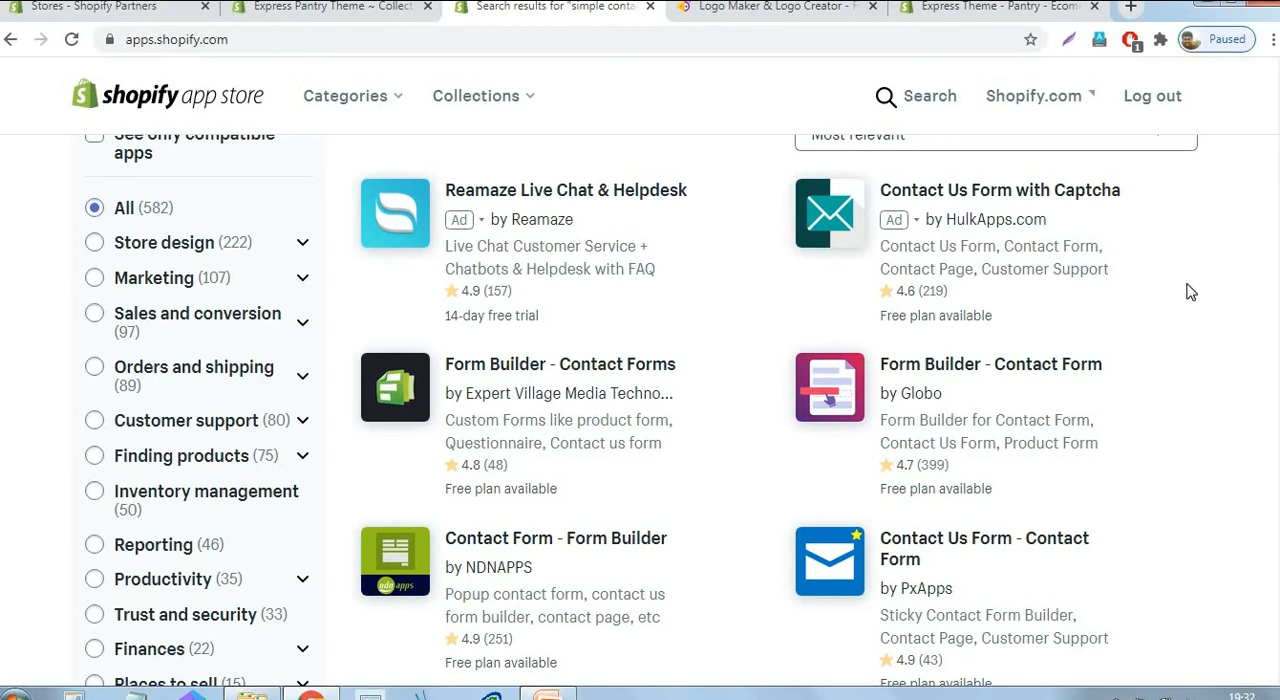 Stores - Shopify Partners
Express Pantry Theme ~ Collect
Search results for "simple conta
Logo Maker & Logo Creator - F
Express Theme - Pantry - Ecom
apps.shopify.com
1
Paused
shopify app store
Categories
Collections
Search
Shopify.com
Log out
See only compatible
apps
Most relevant
All (582)
Store design (222)
Marketing (107)
Sales and conversion
(97)
Orders and shipping
(89)
Customer support (80)
Finding products (75)
Inventory management
(50)
Reporting (46)
Productivity (35)
Trust and security (33)
Finances (22)
Places to sell (15)
Reamaze Live Chat & Helpdesk
Ad by Reamaze
Live Chat Customer Service +
Chatbots & Helpdesk with FAQ
4.9 (157)
14-day free trial
Contact Us Form with Captcha
Ad by HulkApps.com
Contact Us Form, Contact Form,
Contact Page, Customer Support
4.6 (219)
Free plan available
Form Builder - Contact Forms
by Expert Village Media Techno...
Custom Forms like product form,
Questionnaire, Contact us form
4.8 (48)
Free plan available
Form Builder - Contact Form
by Globo
Form Builder for Contact Form,
Contact Us Form, Product Form
4.7 (399)
Free plan available
ndn apps
Contact Form - Form Builder
by NDNAPPS
Popup contact form, contact us
form builder, contact page, etc
4.9 (251)
Free plan available
Contact Us Form - Contact
Form
by PxApps
Sticky Contact Form Builder,
Contact Page, Customer Support
4.9 (43)
Free plan available
19:32